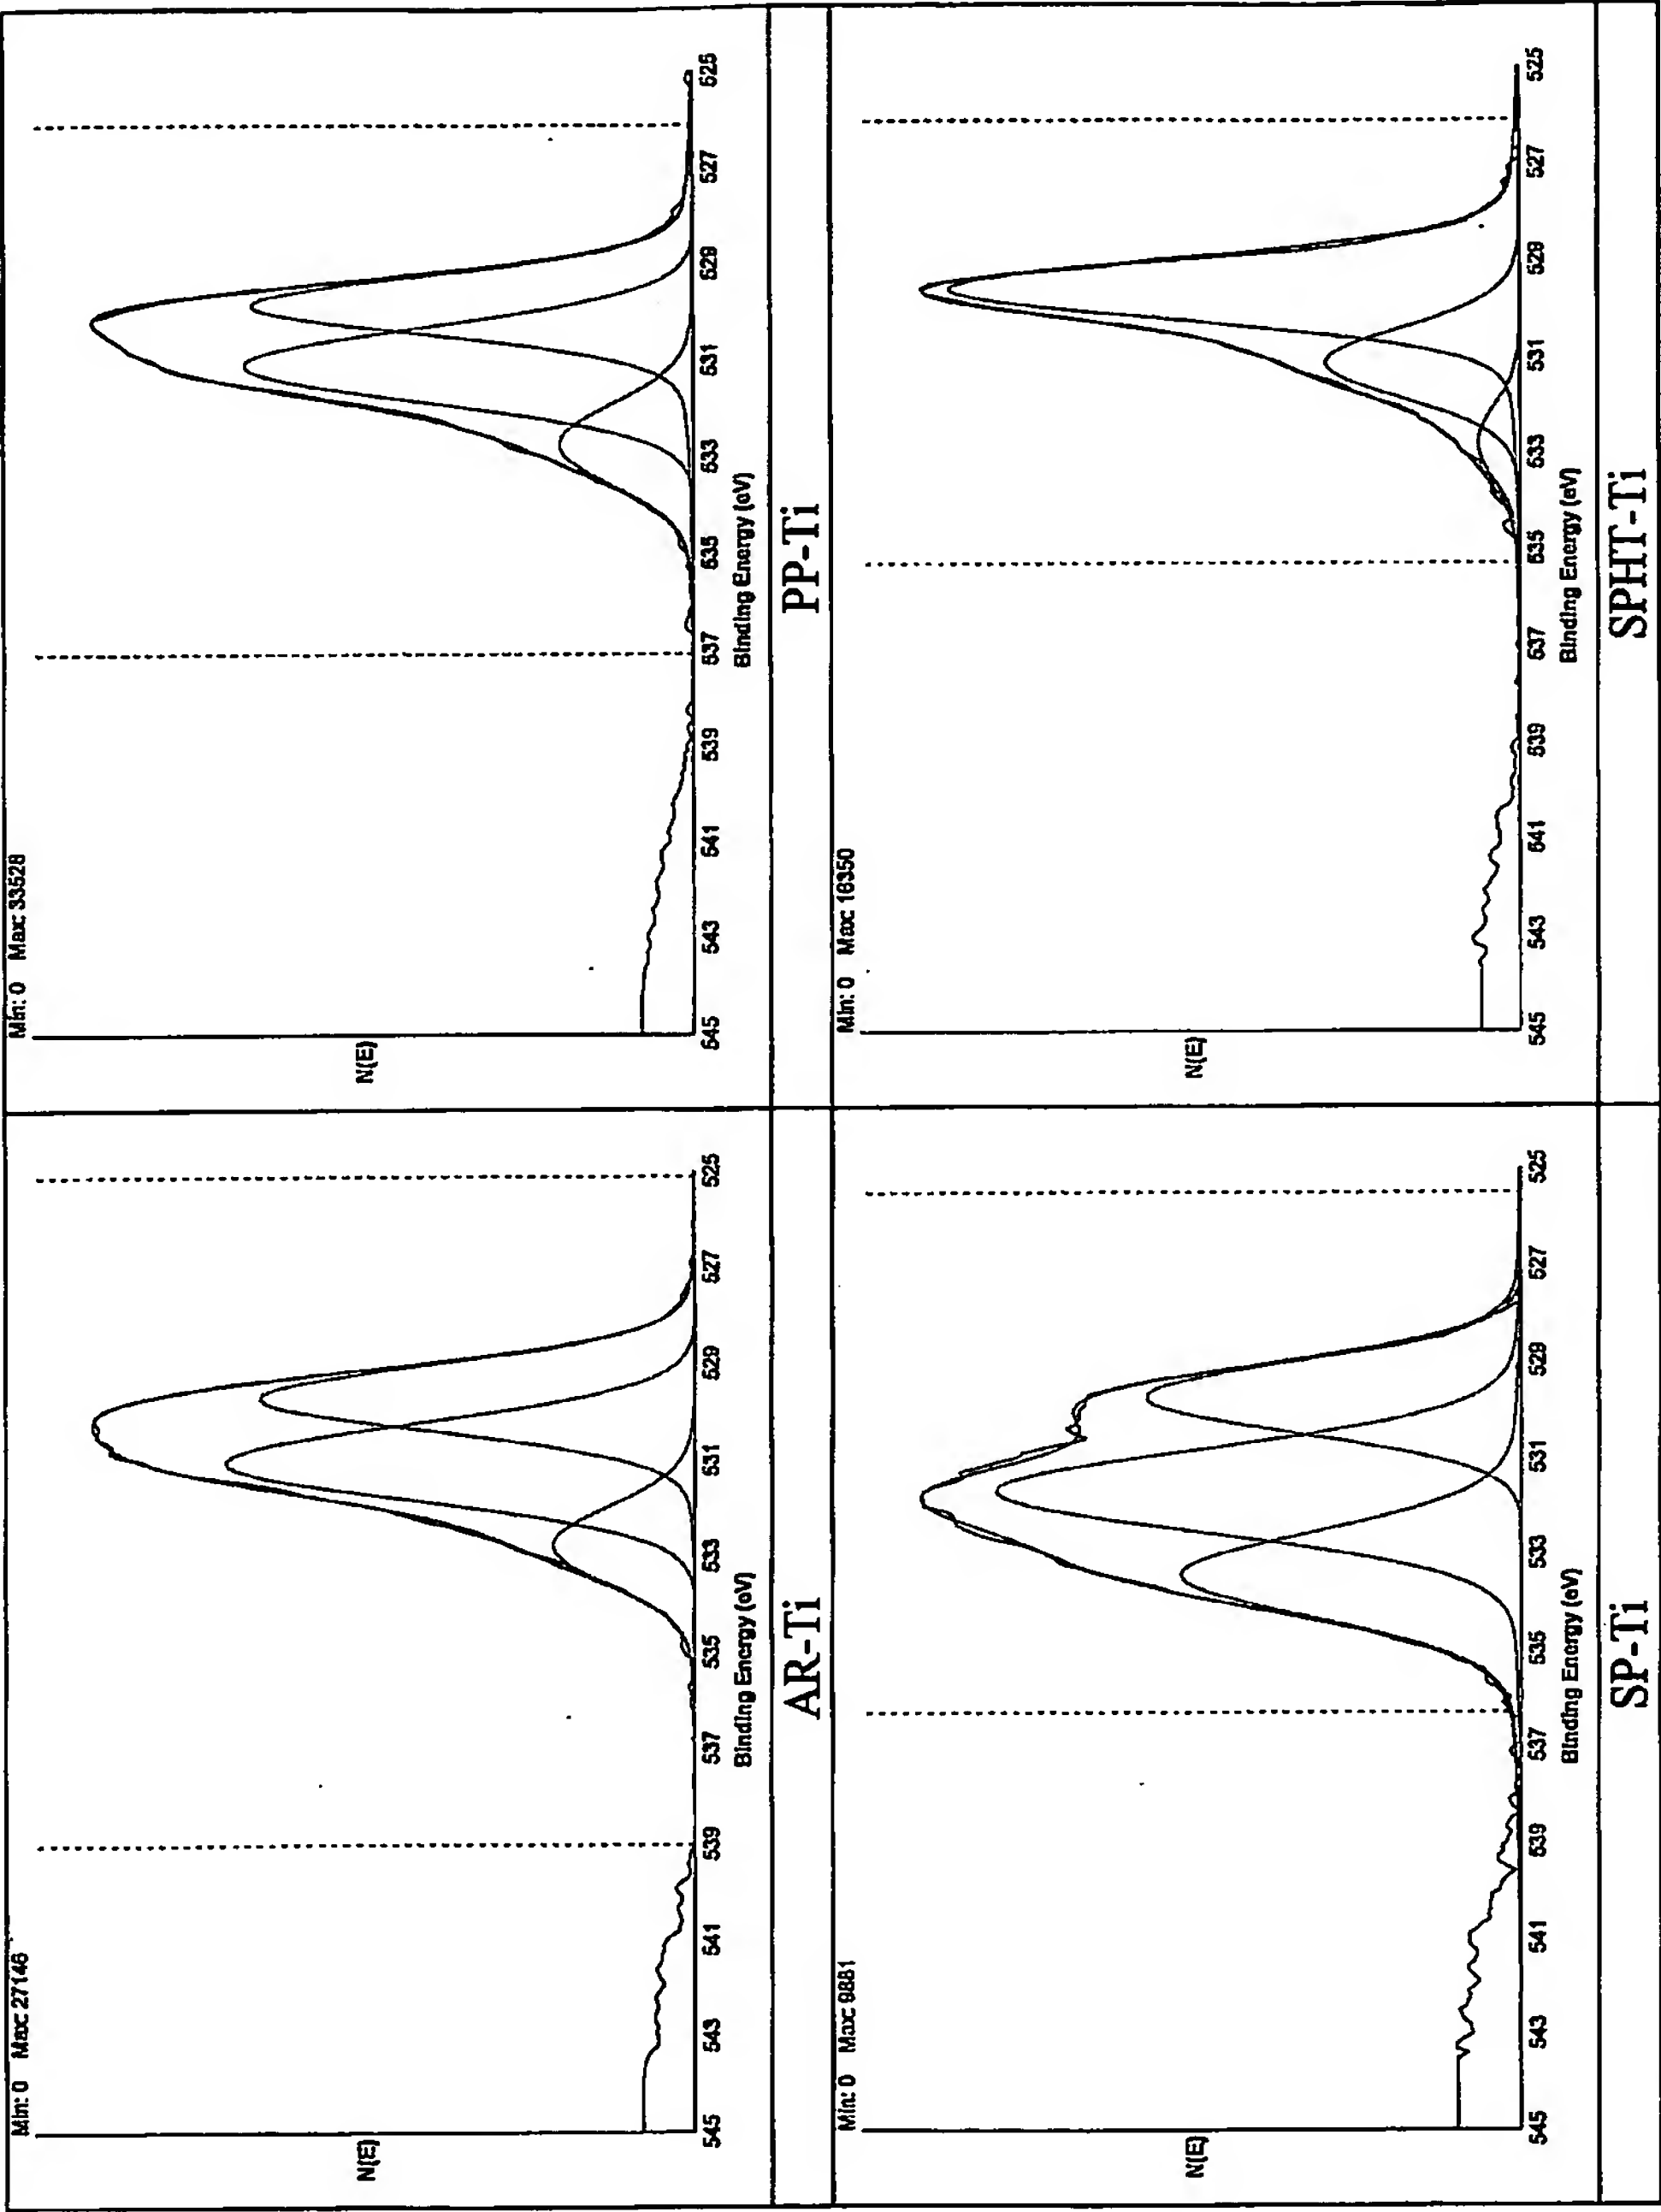 Min: 0 Max: 27146
N(E)
545 543 541 539 537 535 533 531 529 527 525
Binding Energy (eV)
AR-Ti
Min: 0 Max: 33528
N(E)
545 543 541 539 537 535 533 531 529 527 525
Binding Energy (eV)
PP-Ti
Min: 0 Max: 9881
N(E)
545 543 541 539 537 535 533 531 529 527 525
Binding Energy (eV)
SP-Ti
Min: 0 Max: 16350
N(E)
545 543 541 539 537 535 533 531 529 527 525
Binding Energy (eV)
SPHT-Ti